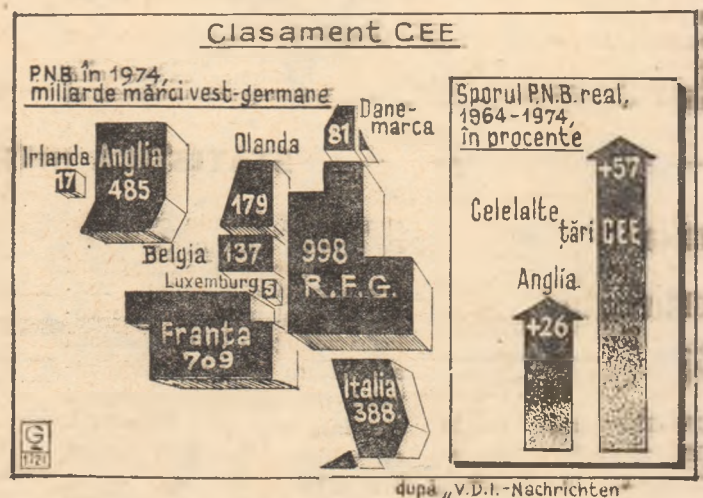 Clasament CEE
P.N.B. în 1974,
miliarde mărci vest-germane
Irlanda
17
Anglia
485
Olanda
179
Dane-
marca
81
Belgia 137
Luxemburg 5
998
R.F.G.
Franța
709
Italia
388
Sporul P.N.B. real,
1964-1974,
în procente
+57
Celelalte
țări CEE
Anglia
+26
G
1721
după „V.D.I.-Nachrichten"